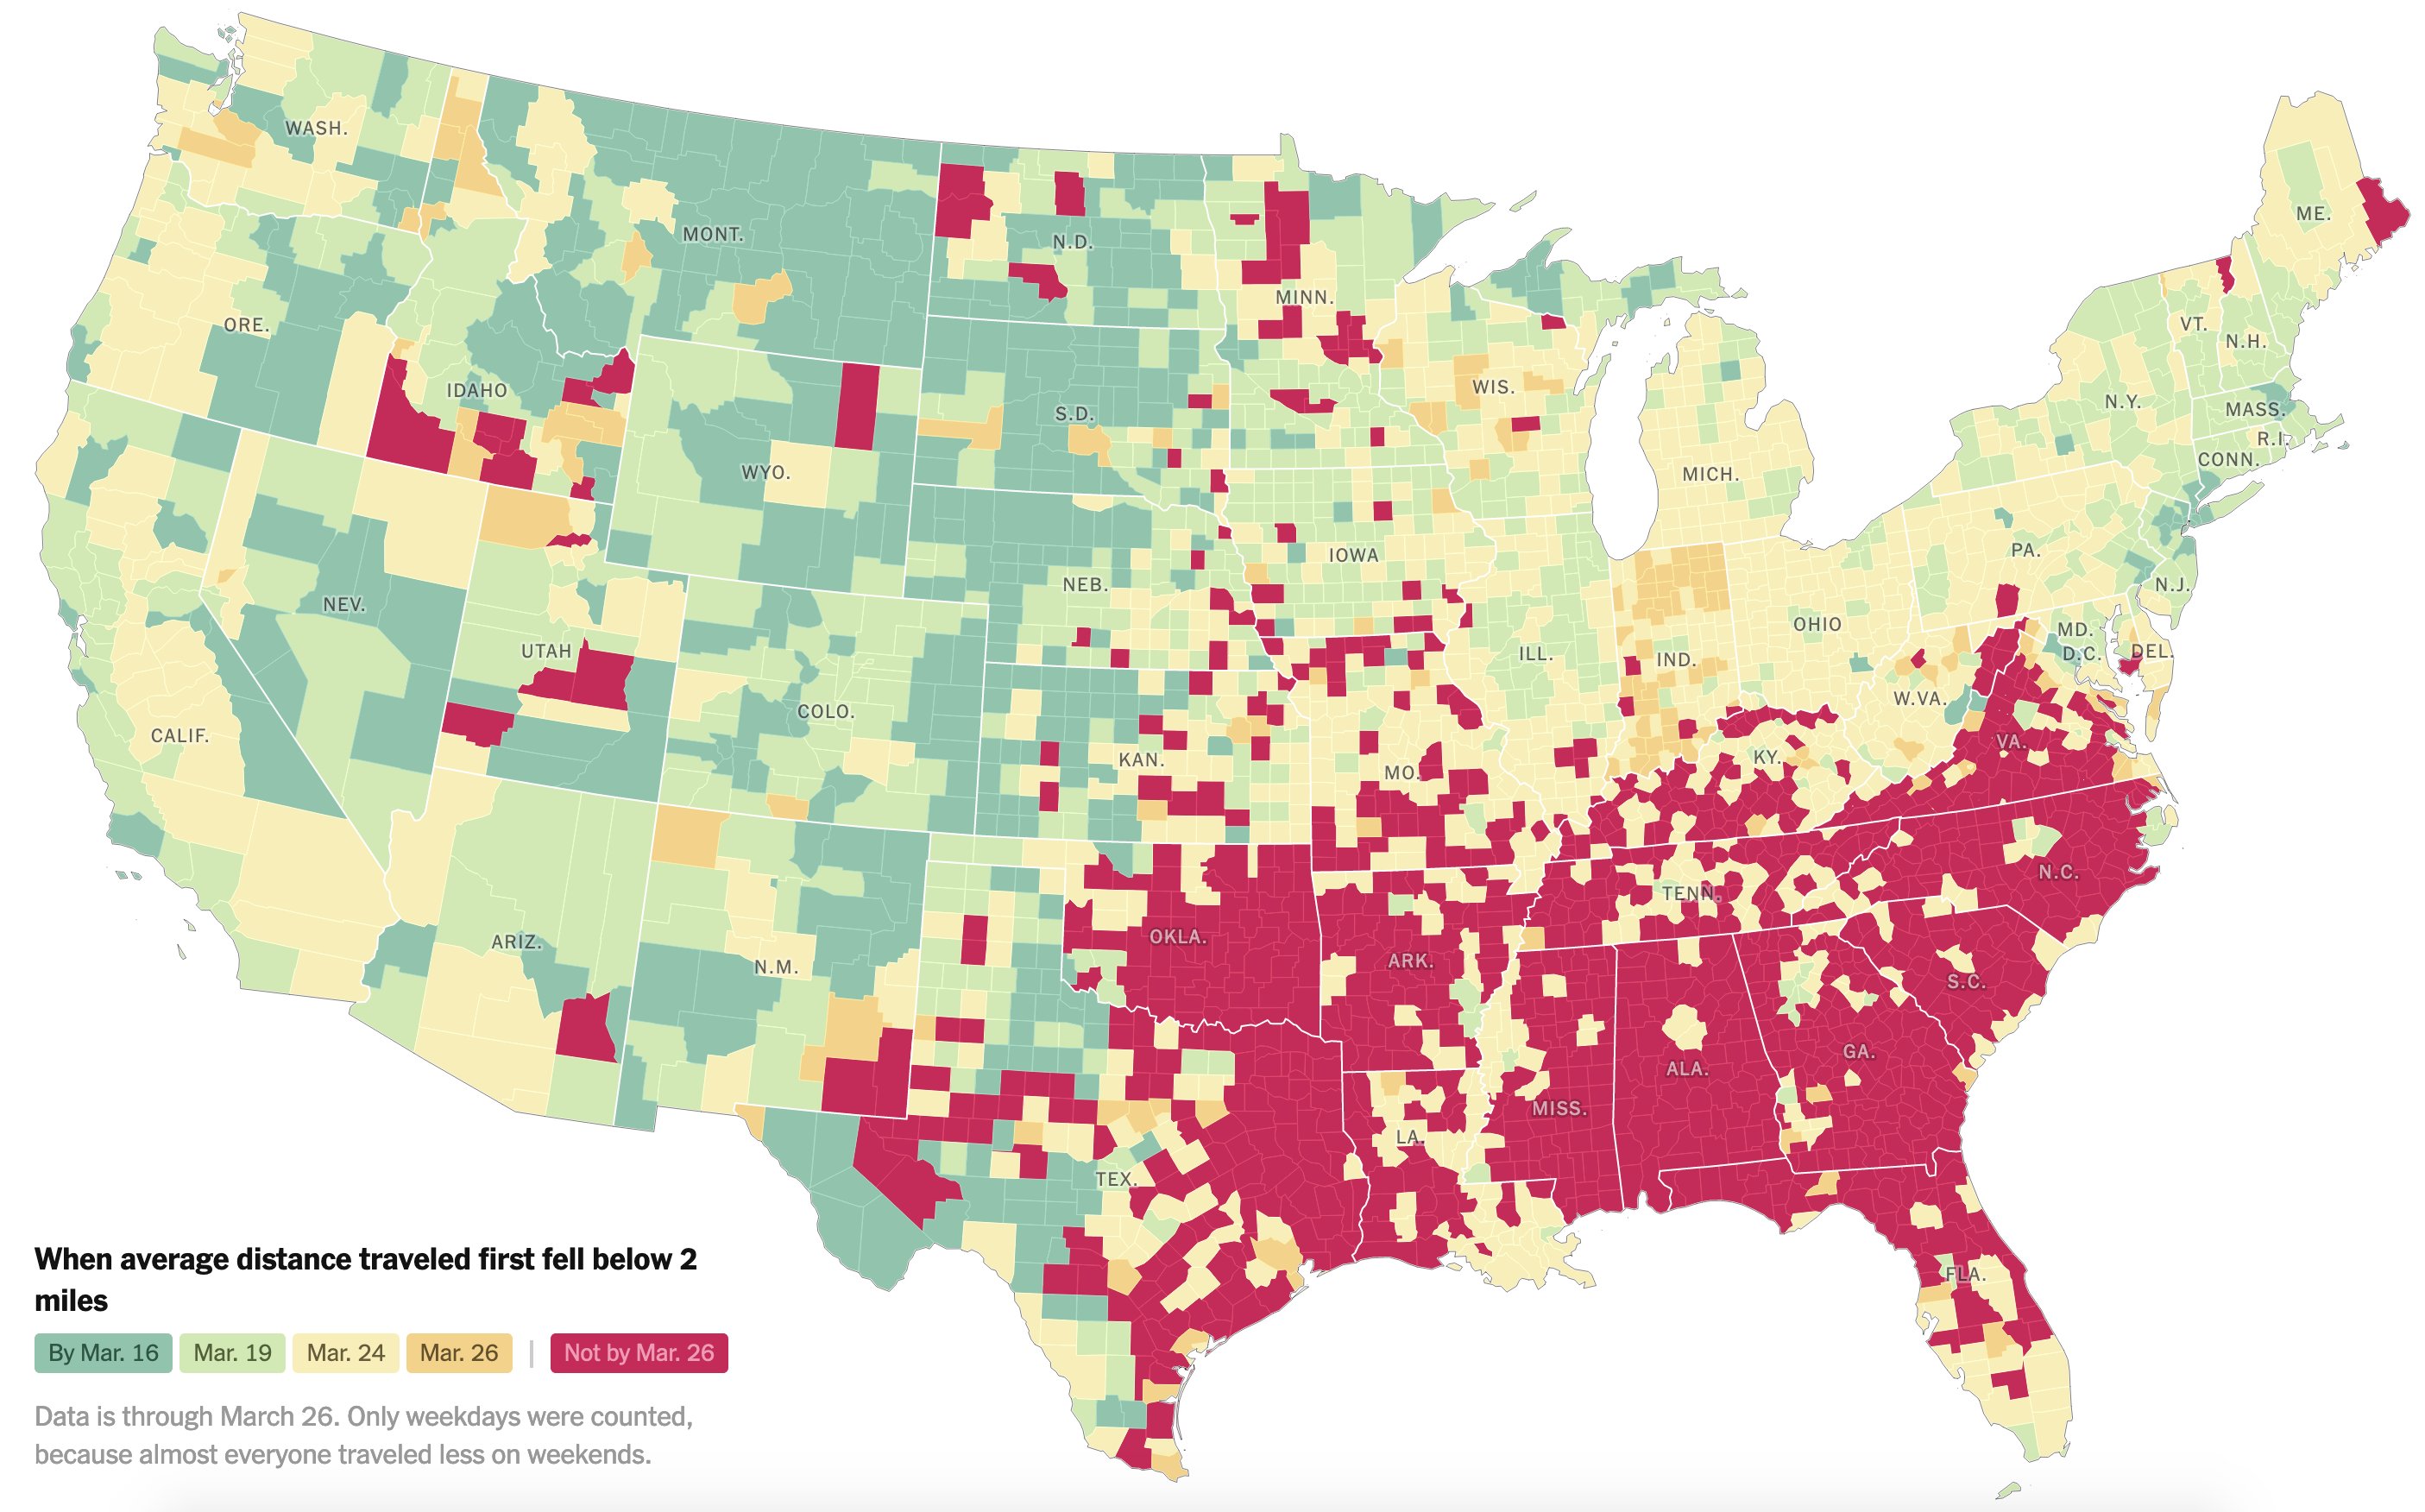 WASH.
ME.
MONT.
N.D.
MINN.
ORE.
VT.
N.H.
IDAHO
WIS.
N.Y.
MASS.
S.D.
R.I.
WYO.
MICH.
CONN.
IOWA
PA.
NEB.
N.J.
NEV.
OHIO
MD.
UTAH
ILL.
IND.
D.C.
DEL.
COLO.
W.VA.
CALIF.
KAN.
MO.
KY.
VA.
N.C.
TENN.
ARIZ.
N.M.
OKLA.
ARK.
S.C.
GA.
ALA.
MISS.
LA.
TEX.
FLA.
When average distance traveled first fell below 2
miles
By Mar. 16 Mar. 19 Mar. 24 Mar. 26 | Not by Mar. 26
Data is through March 26. Only weekdays were counted,
because almost everyone traveled less on weekends.